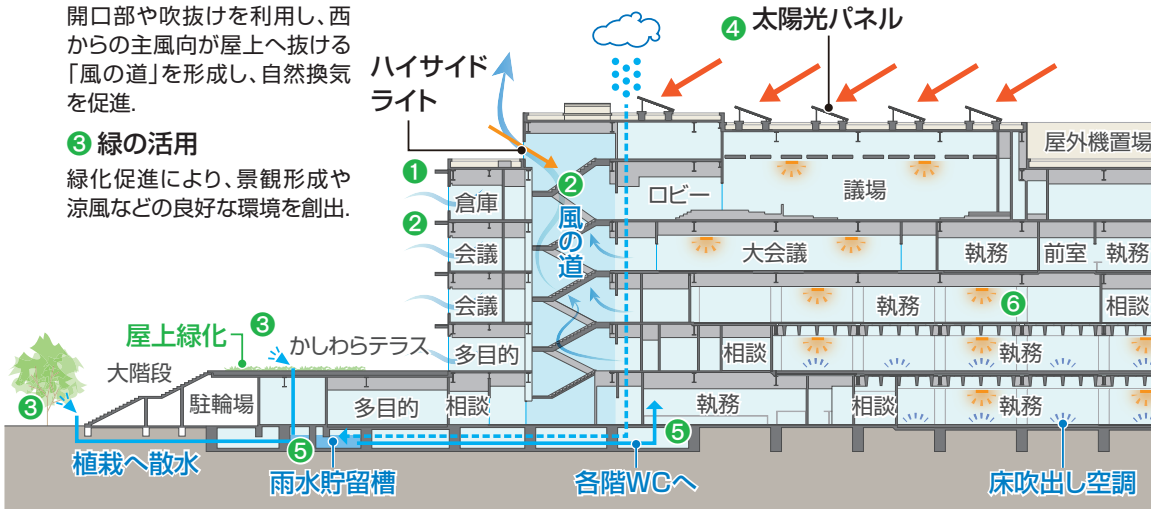 開口部や吹抜けを利用し、西
からの主風向が屋上へ抜ける
「風の道」を形成し、自然換気
を促進.
❸ 緑の活用
緑化促進により、景観形成や
涼風などの良好な環境を創出.
ハイサイド
ライト
❹ 太陽光パネル
屋外機置場
❶
❷
倉庫
❷
風の道
ロビー
議場
会議
大会議
執務
前室
執務
会議
執務
❻
相談
屋上緑化
❸
かしわらテラス
多目的
相談
執務
大階段
❸
駐輪場
多目的
相談
執務
相談
執務
❺
❺
植栽へ散水
雨水貯留槽
各階WCへ
床吹出し空調